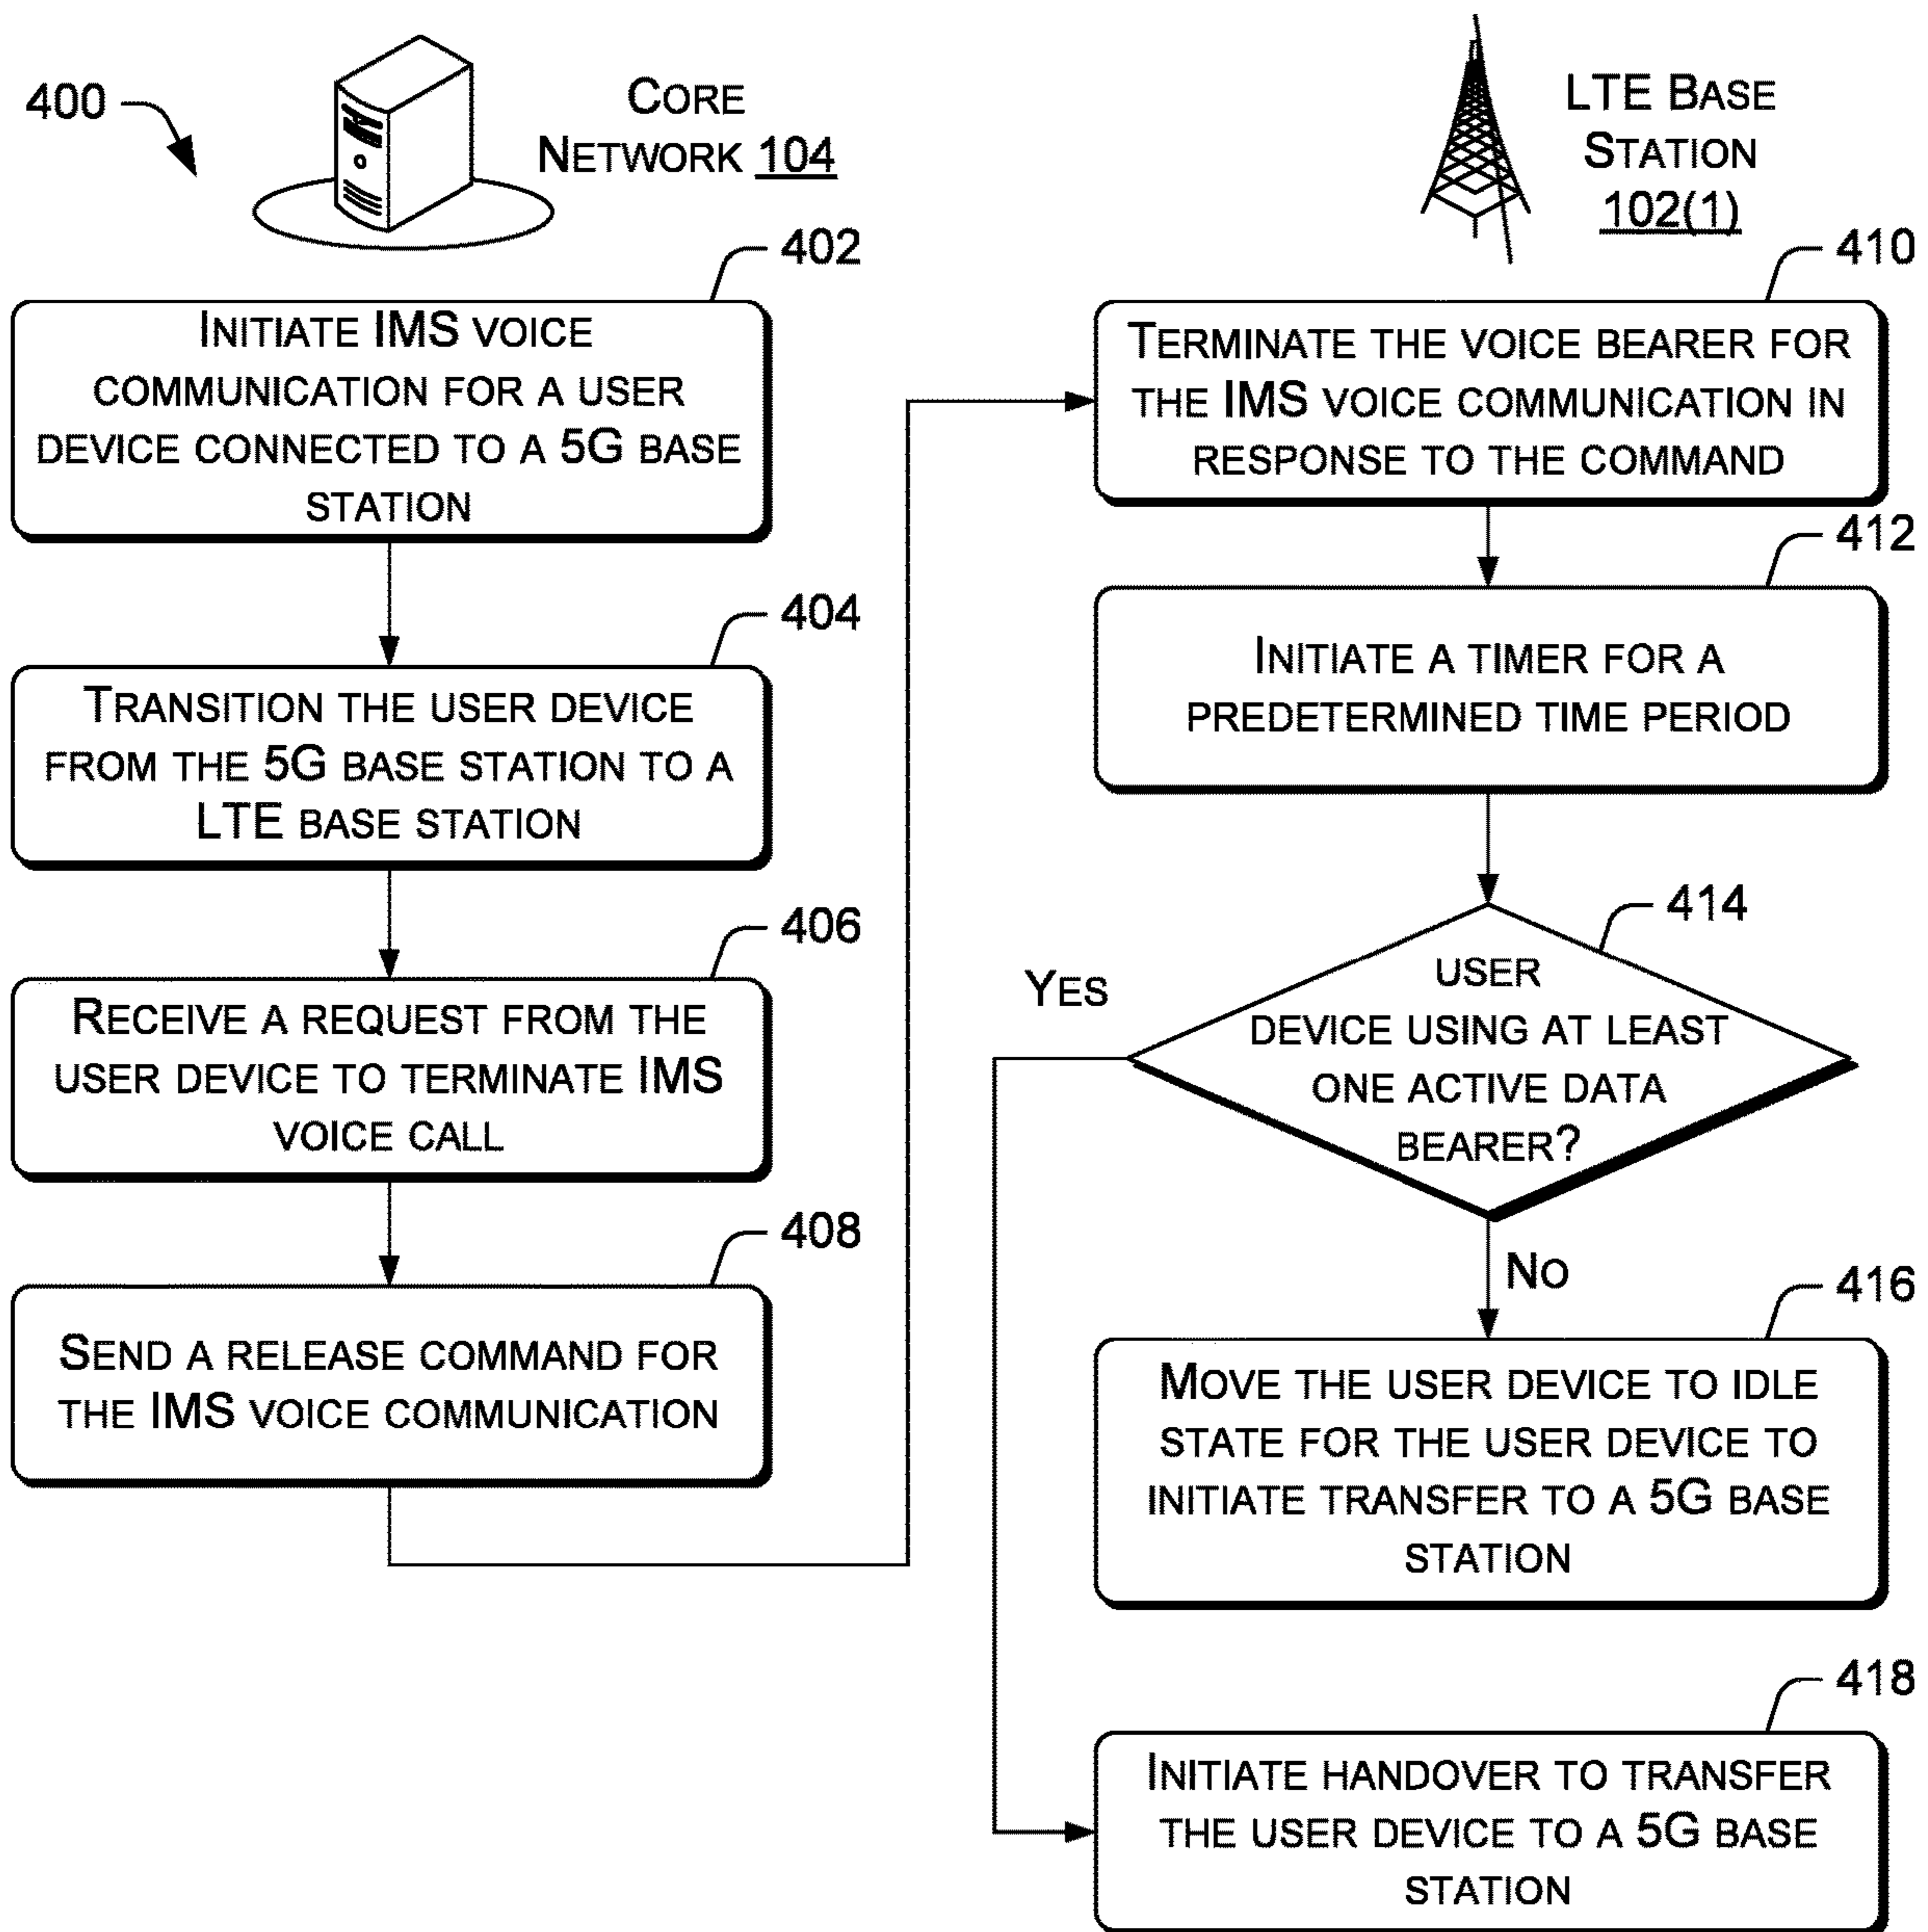 400
CORE
NETWORK 104
402
INITIATE IMS VOICE
COMMUNICATION FOR A USER
DEVICE CONNECTED TO A 5G BASE
STATION
404
TRANSITION THE USER DEVICE
FROM THE 5G BASE STATION TO A
LTE BASE STATION
406
RECEIVE A REQUEST FROM THE
USER DEVICE TO TERMINATE IMS
VOICE CALL
408
SEND A RELEASE COMMAND FOR
THE IMS VOICE COMMUNICATION
LTE BASE
STATION
102(1)
410
TERMINATE THE VOICE BEARER FOR
THE IMS VOICE COMMUNICATION IN
RESPONSE TO THE COMMAND
412
INITIATE A TIMER FOR A
PREDETERMINED TIME PERIOD
414
USER
DEVICE USING AT LEAST
ONE ACTIVE DATA
BEARER?
YES
NO
416
MOVE THE USER DEVICE TO IDLE
STATE FOR THE USER DEVICE TO
INITIATE TRANSFER TO A 5G BASE
STATION
418
INITIATE HANDOVER TO TRANSFER
THE USER DEVICE TO A 5G BASE
STATION